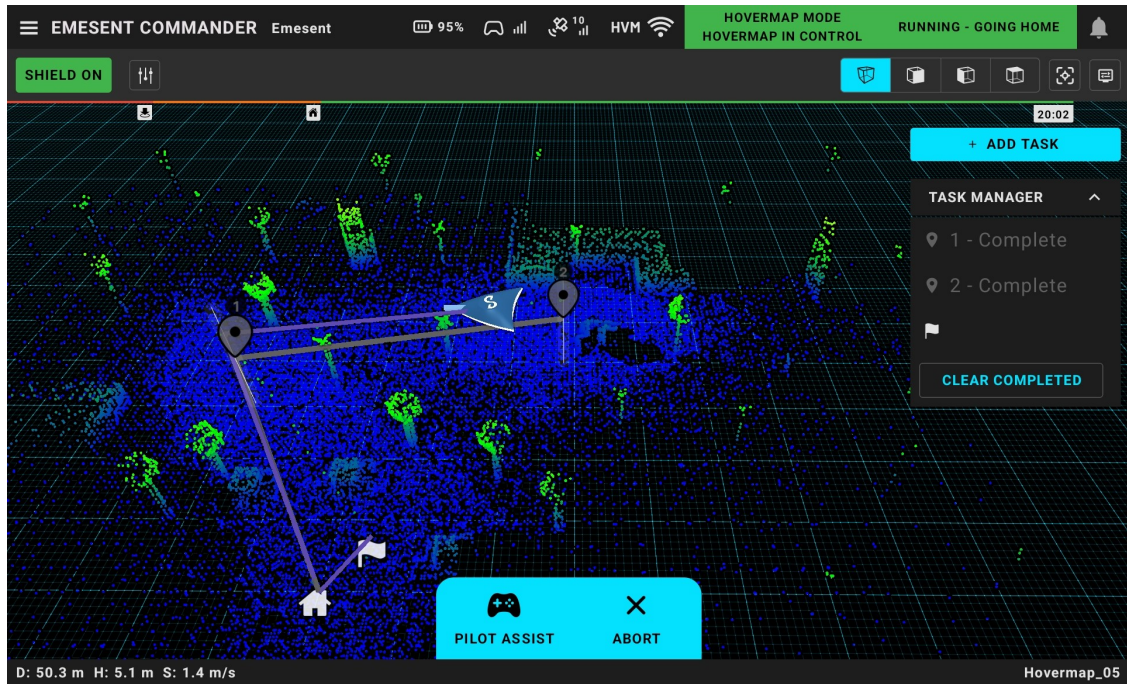 EMESENT COMMANDER Emesent
95%
10
HVM
HOVERMAP MODE
HOVERMAP IN CONTROL
RUNNING - GOING HOME
SHIELD ON
20:02
+ ADD TASK
TASK MANAGER
1 - Complete
2 - Complete
CLEAR COMPLETED
1
2
S
PILOT ASSIST
ABORT
D: 50.3 m H: 5.1 m S: 1.4 m/s
Hovermap_05